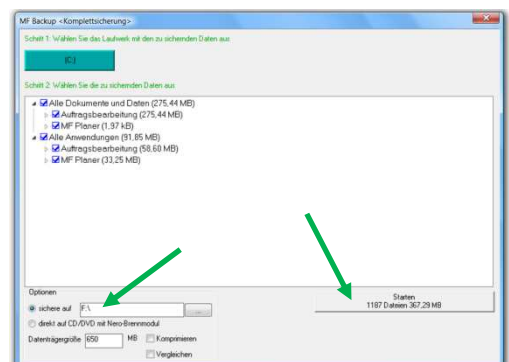 MF Backup <Komplettsicherung>
Schritt 1: Wählen Sie das Laufwerk mit den zu sichernden Daten aus
(C:)
Schritt 2: Wählen Sie die zu sichernden Daten aus
Alle Dokumente und Daten (275,44 MB)
Auftragsbearbeitung (275,44 MB)
MF Planer (1,97 kB)
Alle Anwendungen (91,85 MB)
Auftragsbearbeitung (58,60 MB)
MF Planer (33,25 MB)
Optionen
sichere auf F:\ ...
direkt auf CD/DVD mit Nero-Brennmodul
Datenträgergröße 650 MB Komprimieren
Vergleichen
Starten
1187 Dateien 367,29 MB